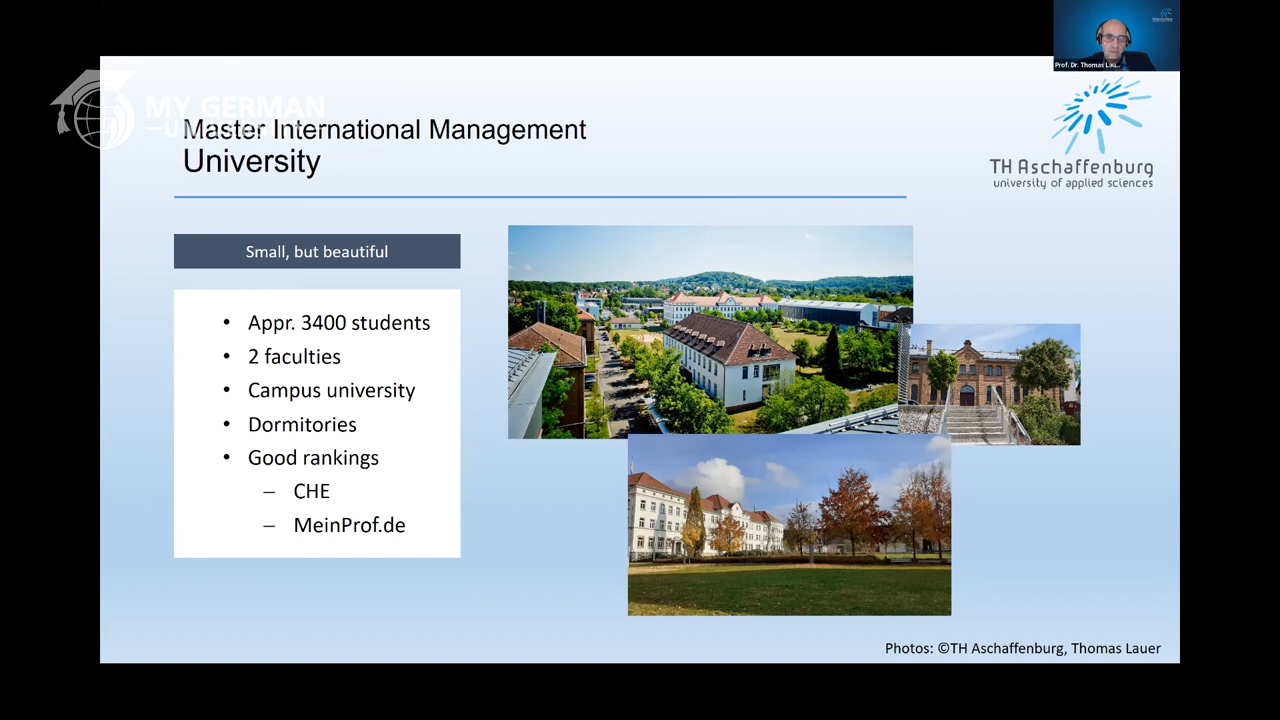 Prof. Dr. Thomas Lau...
MY GERMAN
Master International Management
University
TH Aschaffenburg
university of applied sciences
Small, but beautiful
• Appr. 3400 students
• 2 faculties
• Campus university
• Dormitories
• Good rankings
– CHE
– MeinProf.de
Photos: ©TH Aschaffenburg, Thomas Lauer